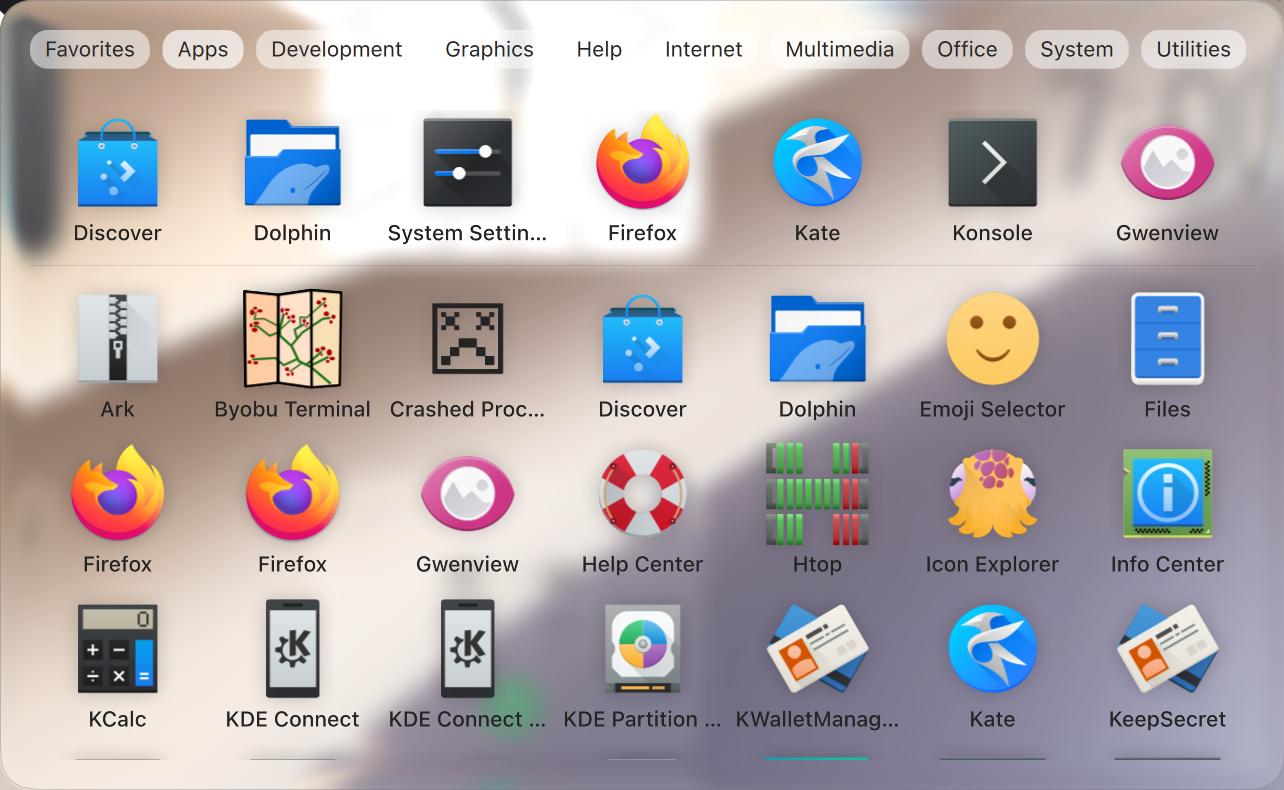 Favorites Apps Development Graphics Help Internet Multimedia Office System Utilities
Discover Dolphin System Settin... Firefox Kate Konsole Gwenview
Ark Byobu Terminal Crashed Proc... Discover Dolphin Emoji Selector Files
Firefox Firefox Gwenview Help Center Htop Icon Explorer Info Center
0
+ −
÷ × =
KCalc KDE Connect KDE Connect ... KDE Partition ... KWalletManag... Kate KeepSecret